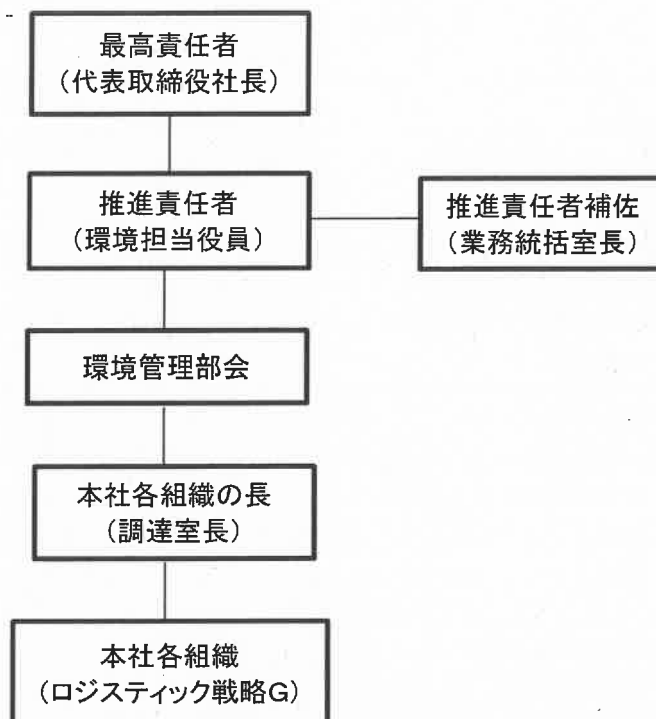 最高責任者
(代表取締役社長)
推進責任者
(環境担当役員)
推進責任者補佐
(業務統括室長)
環境管理部会
本社各組織の長
(調達室長)
本社各組織
(ロジスティック戦略G)